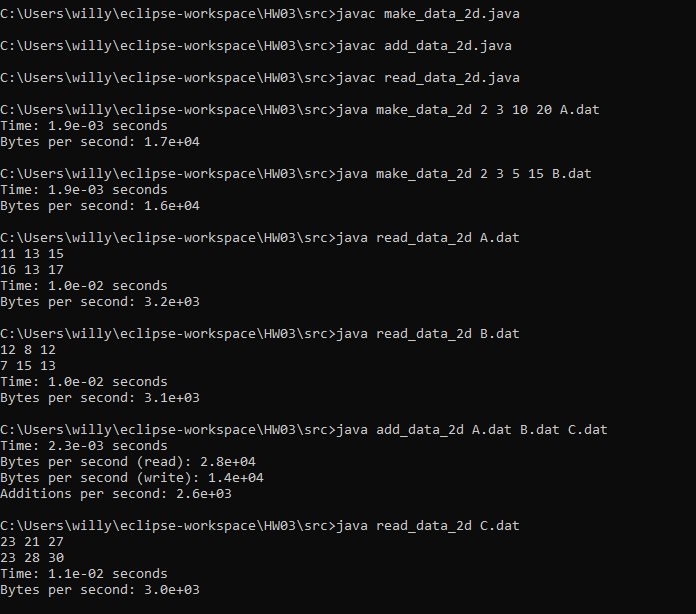 C:\Users\willy\eclipse-workspace\HW03\src>javac make_data_2d.java
C:\Users\willy\eclipse-workspace\HW03\src>javac add_data_2d.java
C:\Users\willy\eclipse-workspace\HW03\src>javac read_data_2d.java
C:\Users\willy\eclipse-workspace\HW03\src>java make_data_2d 2 3 10 20 A.dat
Time: 1.9e-03 seconds
Bytes per second: 1.7e+04
C:\Users\willy\eclipse-workspace\HW03\src>java make_data_2d 2 3 5 15 B.dat
Time: 1.9e-03 seconds
Bytes per second: 1.6e+04
C:\Users\willy\eclipse-workspace\HW03\src>java read_data_2d A.dat
11 13 15
16 13 17
Time: 1.0e-02 seconds
Bytes per second: 3.2e+03
C:\Users\willy\eclipse-workspace\HW03\src>java read_data_2d B.dat
12 8 12
7 15 13
Time: 1.0e-02 seconds
Bytes per second: 3.1e+03
C:\Users\willy\eclipse-workspace\HW03\src>java add_data_2d A.dat B.dat C.dat
Time: 2.3e-03 seconds
Bytes per second (read): 2.8e+04
Bytes per second (write): 1.4e+04
Additions per second: 2.6e+03
C:\Users\willy\eclipse-workspace\HW03\src>java read_data_2d C.dat
23 21 27
23 28 30
Time: 1.1e-02 seconds
Bytes per second: 3.0e+03